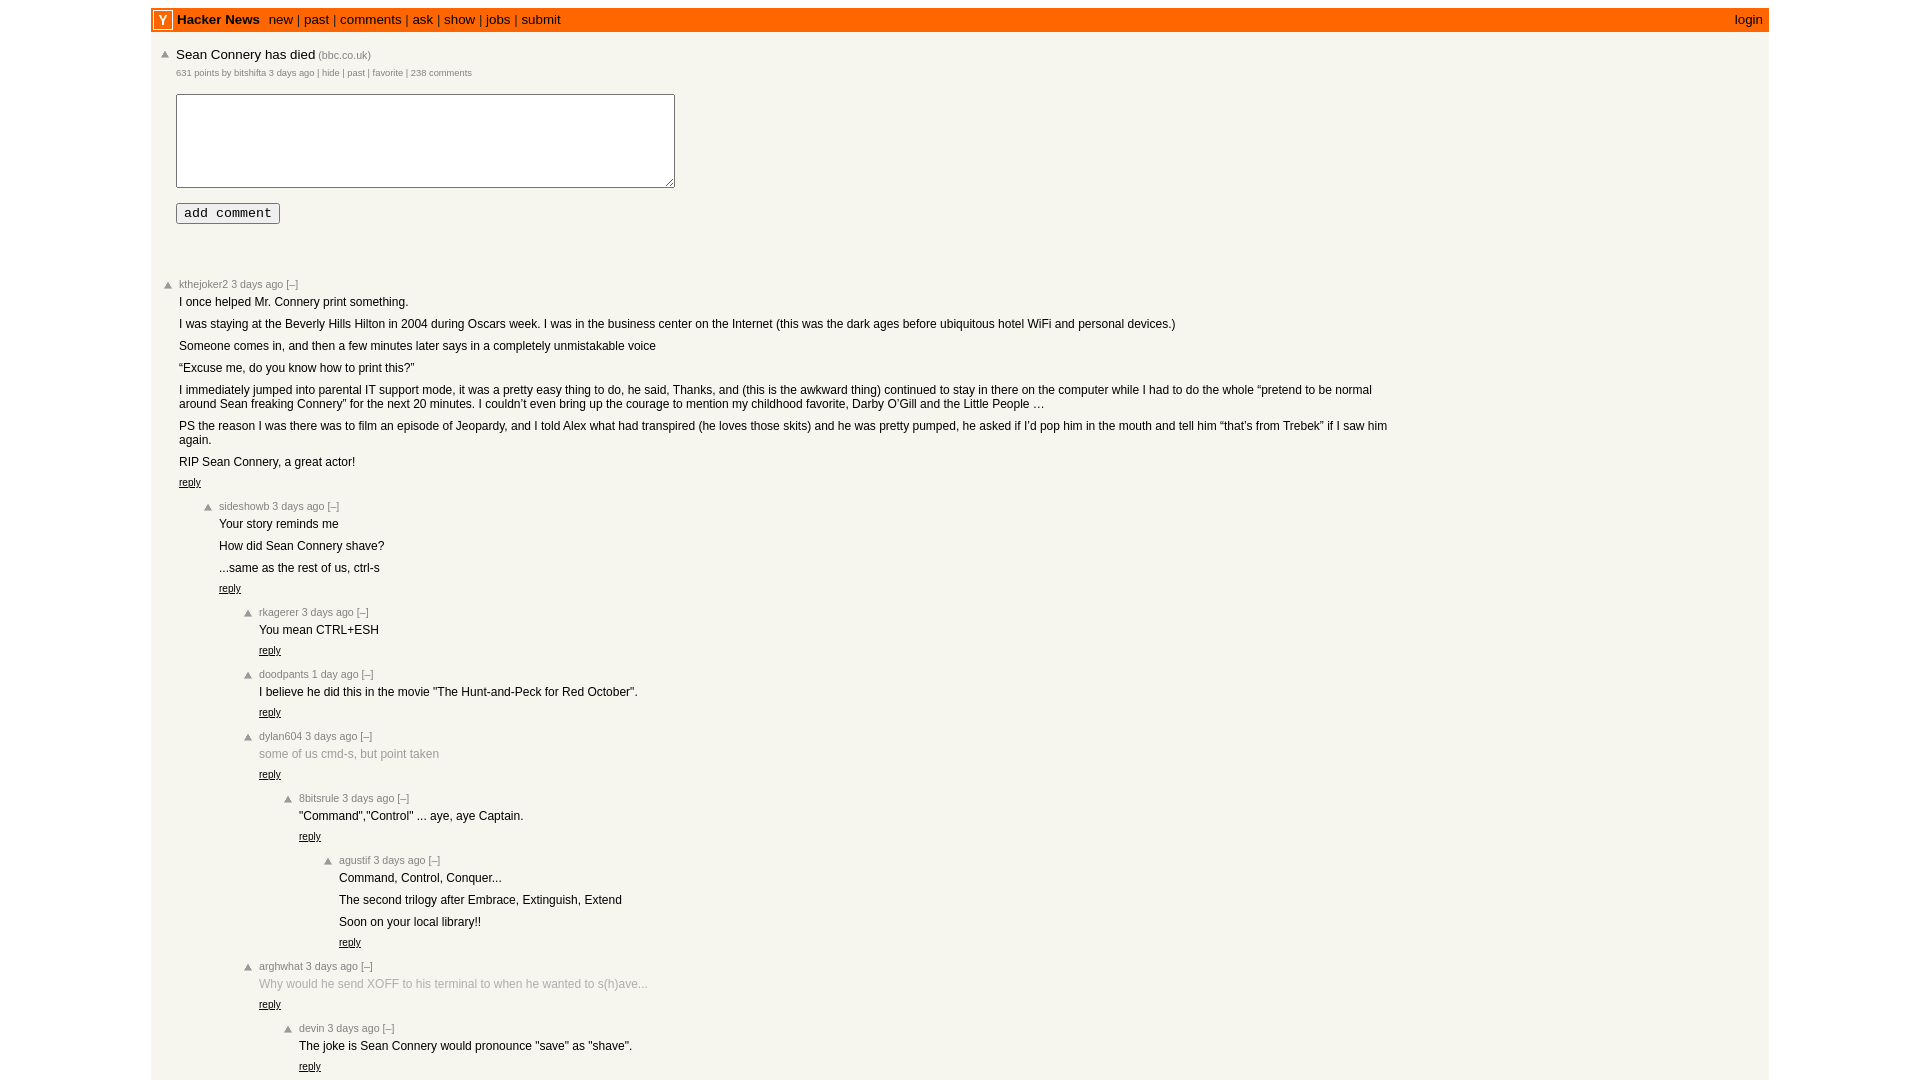 Y Hacker News new | past | comments | ask | show | jobs | submit login
Sean Connery has died (bbc.co.uk)
631 points by bitshifta 3 days ago | hide | past | favorite | 238 comments
add comment
kthejoker2 3 days ago [–]
I once helped Mr. Connery print something.
I was staying at the Beverly Hills Hilton in 2004 during Oscars week. I was in the business center on the Internet (this was the dark ages before ubiquitous hotel WiFi and personal devices.)
Someone comes in, and then a few minutes later says in a completely unmistakable voice
“Excuse me, do you know how to print this?”
I immediately jumped into parental IT support mode, it was a pretty easy thing to do, he said, Thanks, and (this is the awkward thing) continued to stay in there on the computer while I had to do the whole “pretend to be normal
around Sean freaking Connery” for the next 20 minutes. I couldn’t even bring up the courage to mention my childhood favorite, Darby O’Gill and the Little People …
PS the reason I was there was to film an episode of Jeopardy, and I told Alex what had transpired (he loves those skits) and he was pretty pumped, he asked if I’d pop him in the mouth and tell him “that’s from Trebek” if I saw him
again.
RIP Sean Connery, a great actor!
reply
sideshowb 3 days ago [–]
Your story reminds me
How did Sean Connery shave?
...same as the rest of us, ctrl-s
reply
rkagerer 3 days ago [–]
You mean CTRL+ESH
reply
doodpants 1 day ago [–]
I believe he did this in the movie "The Hunt-and-Peck for Red October".
reply
dylan604 3 days ago [–]
some of us cmd-s, but point taken
reply
8bitsrule 3 days ago [–]
"Command","Control" ... aye, aye Captain.
reply
agustif 3 days ago [–]
Command, Control, Conquer...
The second trilogy after Embrace, Extinguish, Extend
Soon on your local library!!
reply
arghwhat 3 days ago [–]
Why would he send XOFF to his terminal to when he wanted to s(h)ave...
reply
devin 3 days ago [–]
The joke is Sean Connery would pronounce "save" as "shave".
reply